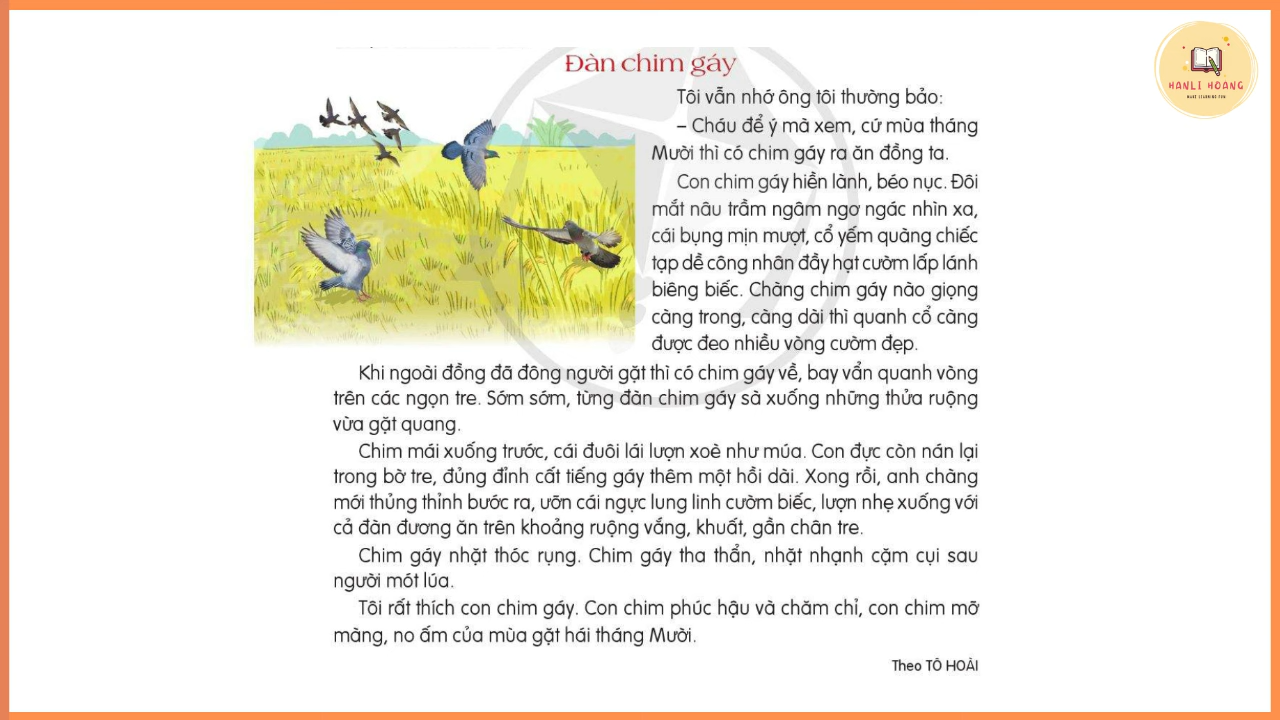 HANLI HOANG
MAKE LEARNING FUN
Đàn chim gáy
Tôi vẫn nhớ ông tôi thường bảo:
– Cháu để ý mà xem, cứ mùa tháng
Mười thì có chim gáy ra ăn đồng ta.
Con chim gáy hiền lành, béo nục. Đôi
mắt nâu trầm ngâm ngơ ngác nhìn xa,
cái bụng mịn mượt, cổ yếm quàng chiếc
tạp dề công nhân đầy hạt cườm lấp lánh
biêng biếc. Chàng chim gáy nào giọng
càng trong, càng dài thì quanh cổ càng
được đeo nhiều vòng cườm đẹp.
Khi ngoài đồng đã đông người gặt thì có chim gáy về, bay vẩn quanh vòng
trên các ngọn tre. Sớm sớm, từng đàn chim gáy sà xuống những thửa ruộng
vừa gặt quang.
Chim mái xuống trước, cái đuôi lái lượn xoè như múa. Con đực còn nán lại
trong bờ tre, đủng đỉnh cất tiếng gáy thêm một hồi dài. Xong rồi, anh chàng
mới thủng thỉnh bước ra, ưỡn cái ngực lung linh cườm biếc, lượn nhẹ xuống với
cả đàn đương ăn trên khoảng ruộng vắng, khuất, gần chân tre.
Chim gáy nhặt thóc rụng. Chim gáy tha thẩn, nhặt nhạnh cặm cụi sau
người mót lúa.
Tôi rất thích con chim gáy. Con chim phúc hậu và chăm chỉ, con chim mỡ
màng, no ấm của mùa gặt hái tháng Mười.
Theo TÔ HOÀI